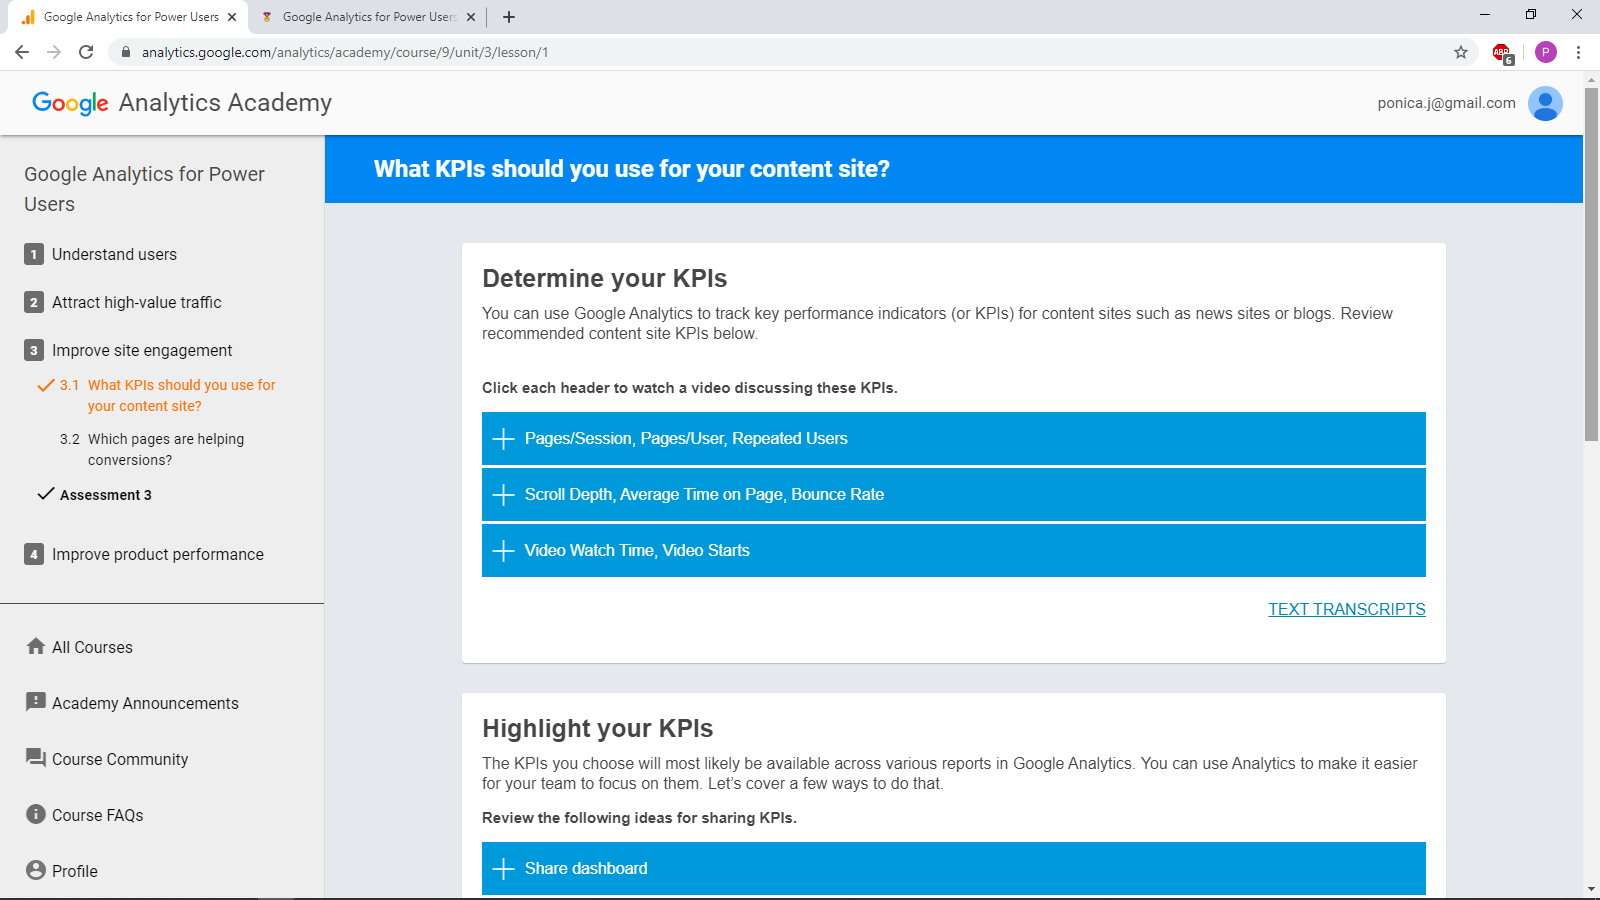 Google Analytics for Power Users
Google Analytics for Power Users
analytics.google.com/analytics/academy/course/9/unit/3/lesson/1
ABP
6
P
Google Analytics Academy
ponica.j@gmail.com
Google Analytics for Power
Users
1 Understand users
2 Attract high-value traffic
3 Improve site engagement
3.1 What KPIs should you use for
your content site?
3.2 Which pages are helping
conversions?
Assessment 3
4 Improve product performance
All Courses
Academy Announcements
Course Community
Course FAQs
Profile
What KPIs should you use for your content site?
Determine your KPIs
You can use Google Analytics to track key performance indicators (or KPIs) for content sites such as news sites or blogs. Review
recommended content site KPIs below.
Click each header to watch a video discussing these KPIs.
Pages/Session, Pages/User, Repeated Users
Scroll Depth, Average Time on Page, Bounce Rate
Video Watch Time, Video Starts
TEXT TRANSCRIPTS
Highlight your KPIs
The KPIs you choose will most likely be available across various reports in Google Analytics. You can use Analytics to make it easier
for your team to focus on them. Let's cover a few ways to do that.
Review the following ideas for sharing KPIs.
Share dashboard